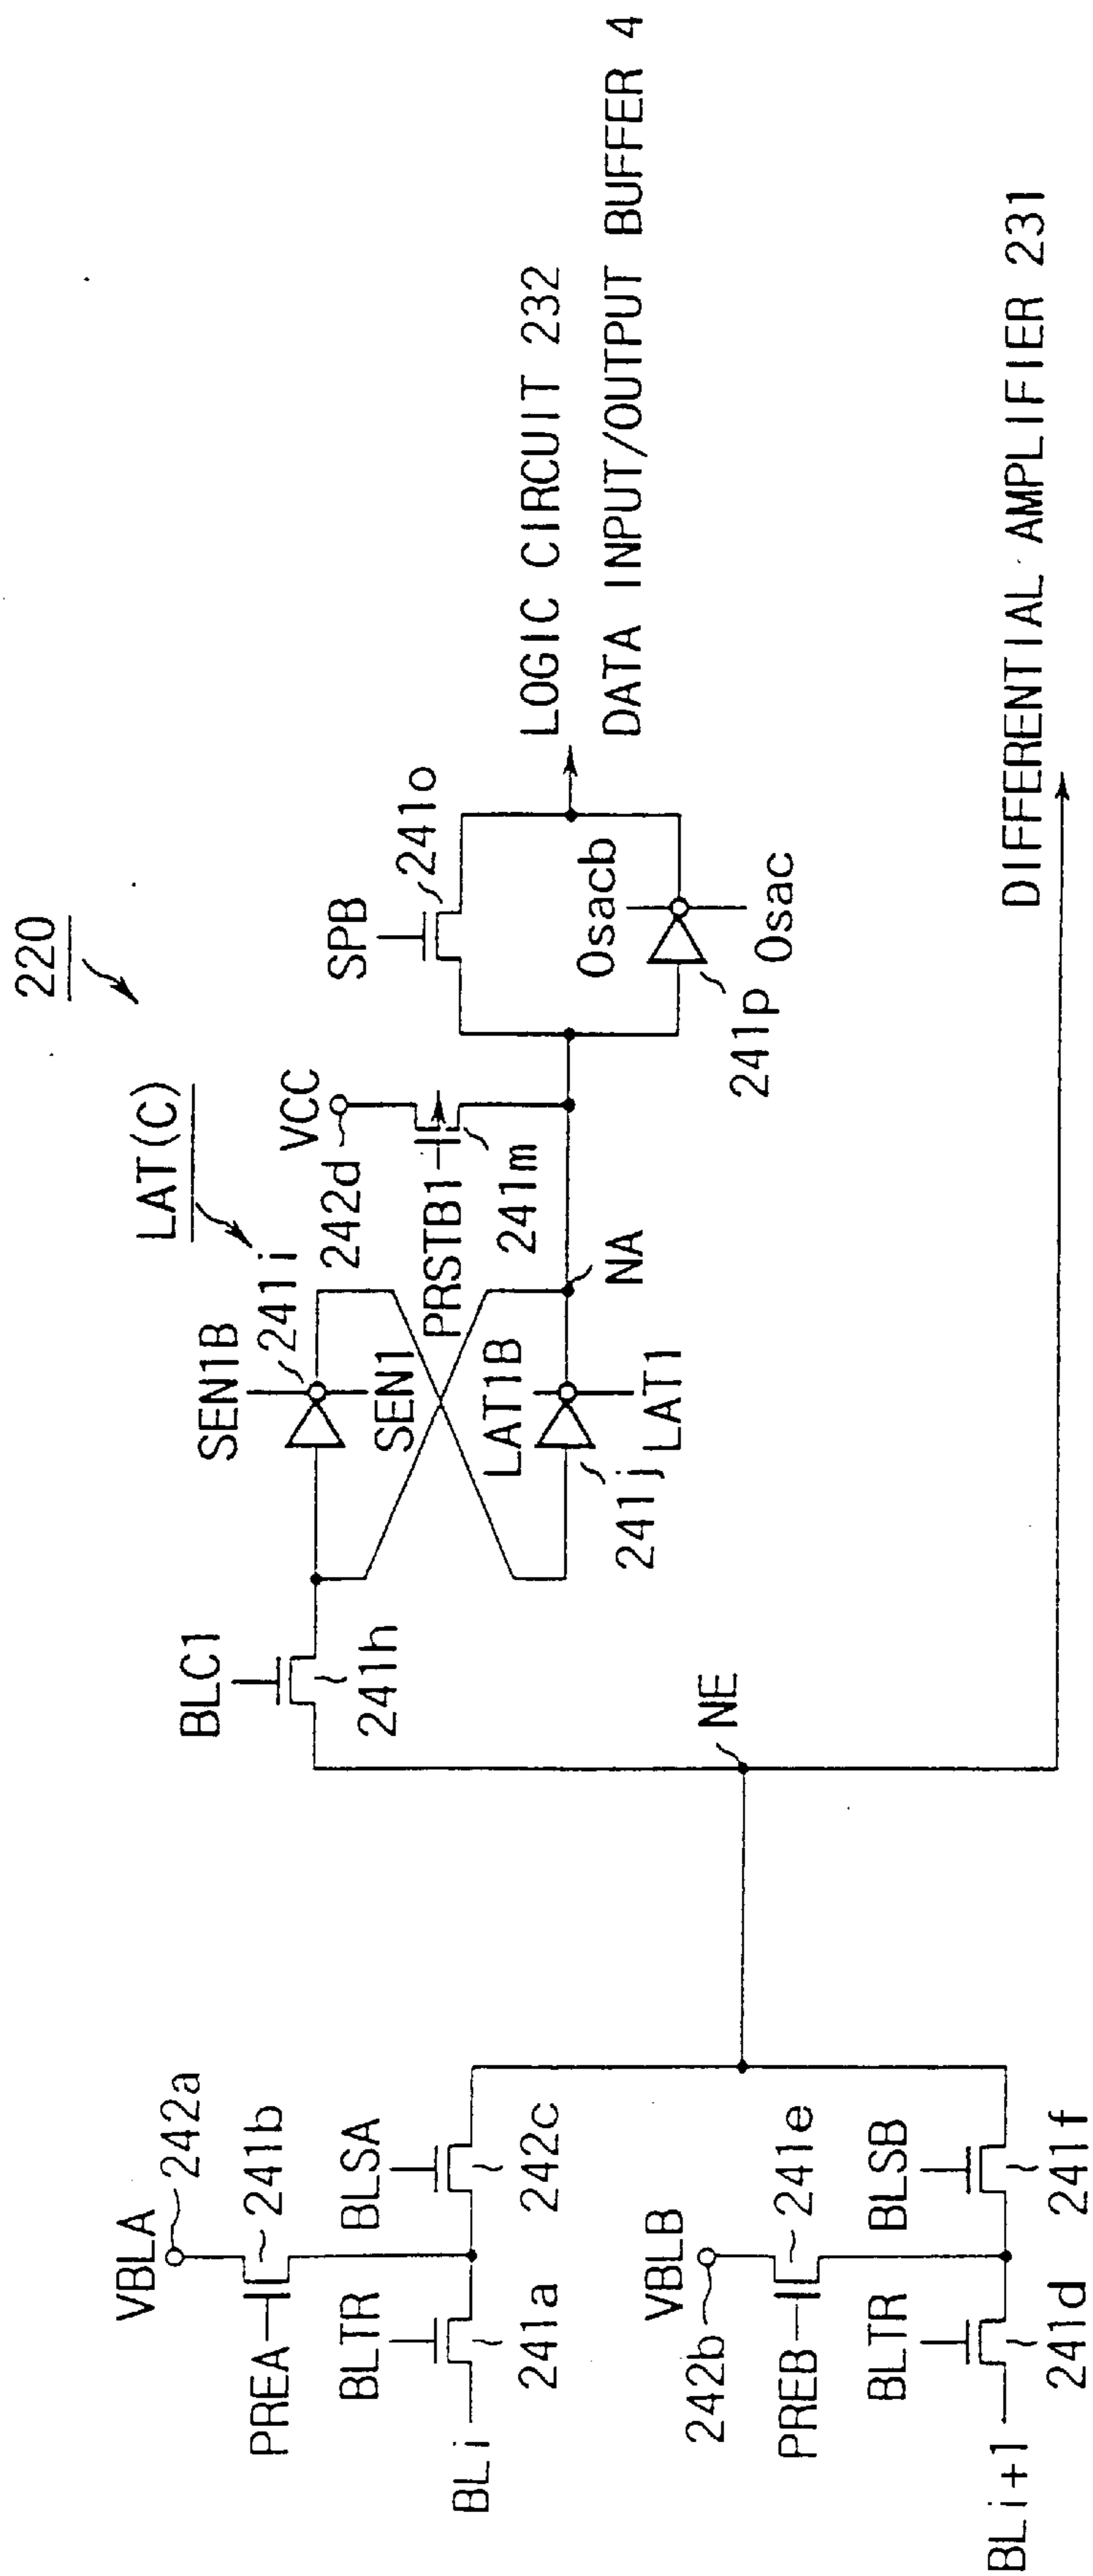 220
LAT(C)
VBLA
242a
PREA
241b
BLTR
BLSA
241a
242c
BLi
VBLB
242b
PREB
241e
BLTR
BLSB
241d
241f
BLi+1
NE
BLC1
241h
SEN1B
241i
SEN1
LAT1B
LAT1
241j
NA
VCC
242d
PRSTB1
241m
SPB
241o
Osacb
Osac
241p
LOGIC CIRCUIT 232
DATA INPUT/OUTPUT BUFFER 4
DIFFERENTIAL AMPLIFIER 231